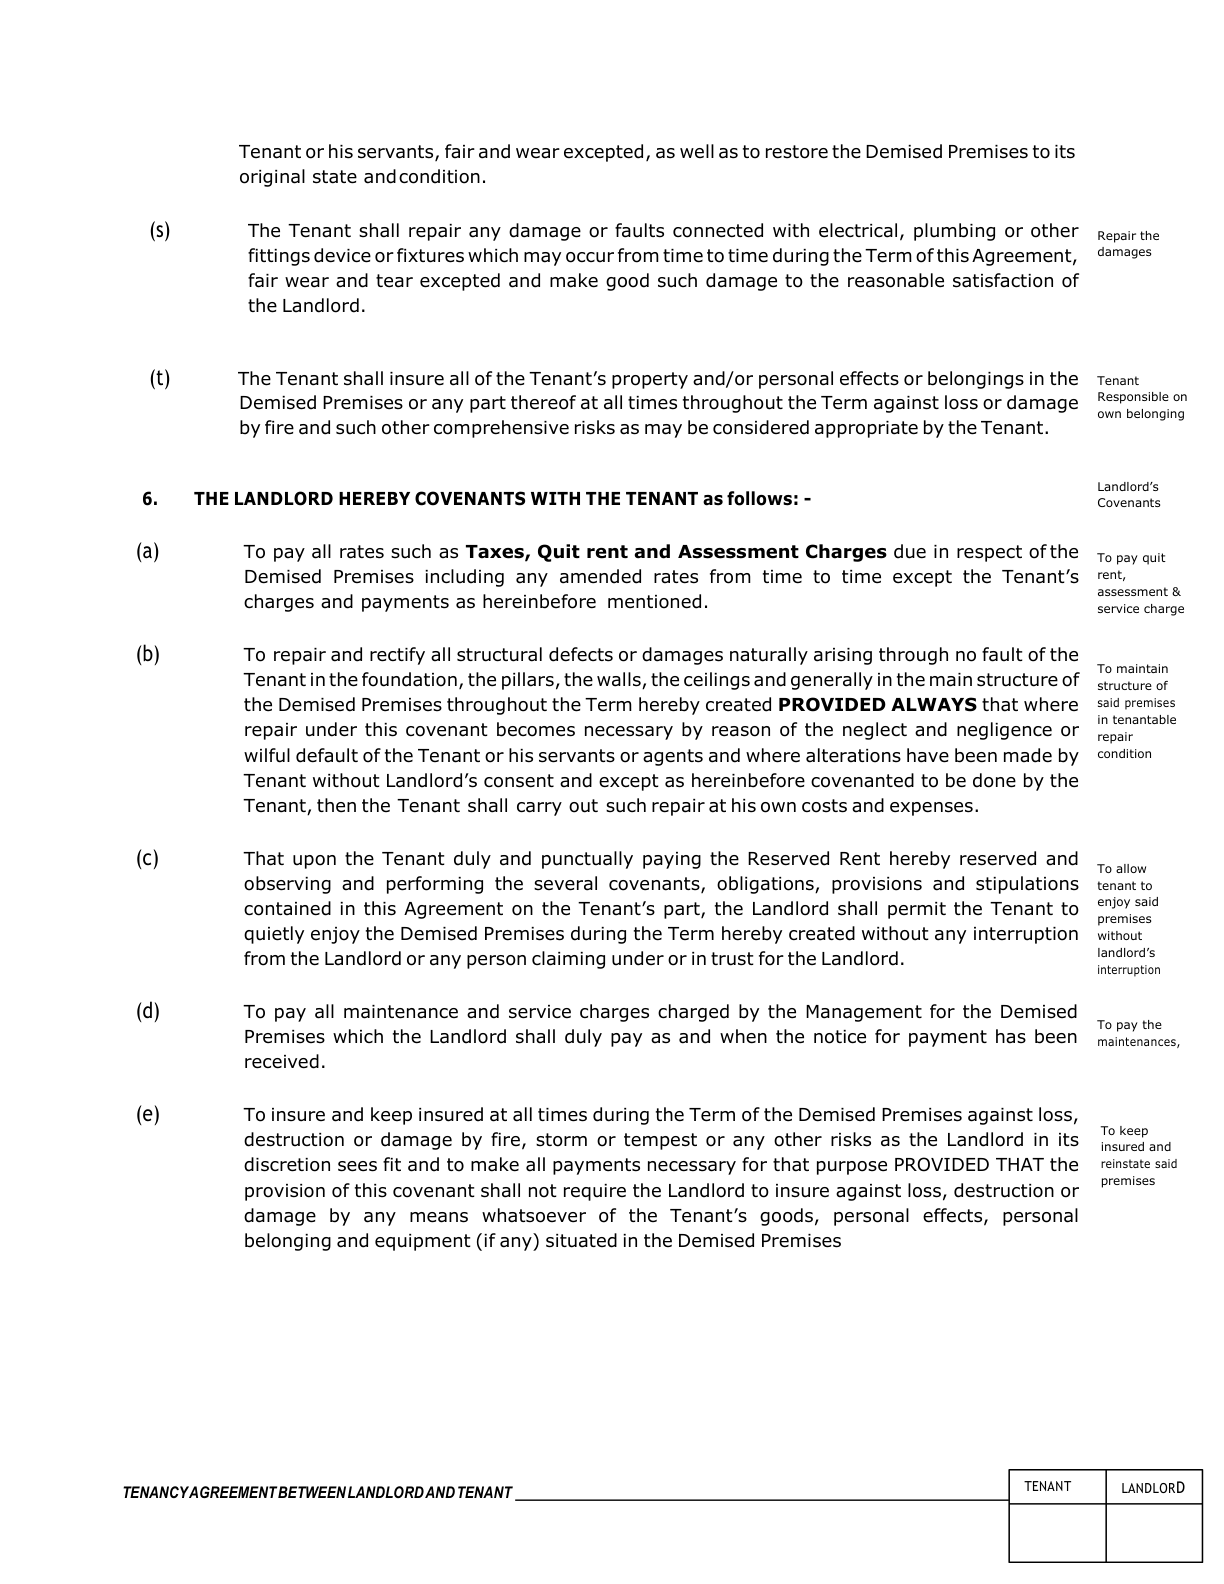 Tenant or his servants, fair and wear excepted, as well as to restore the Demised Premises to its
original state and condition.
(s)
The Tenant shall repair any damage or faults connected with electrical, plumbing or other
fittings device or fixtures which may occur from time to time during the Term of this Agreement,
fair wear and tear excepted and make good such damage to the reasonable satisfaction of
the Landlord.
Repair the
damages
(t)
The Tenant shall insure all of the Tenant’s property and/or personal effects or belongings in the
Demised Premises or any part thereof at all times throughout the Term against loss or damage
by fire and such other comprehensive risks as may be considered appropriate by the Tenant.
Tenant
Responsible on
own belonging
6. THE LANDLORD HEREBY COVENANTS WITH THE TENANT as follows: -
Landlord’s
Covenants
(a)
To pay all rates such as Taxes, Quit rent and Assessment Charges due in respect of the
Demised Premises including any amended rates from time to time except the Tenant’s
charges and payments as hereinbefore mentioned.
To pay quit
rent,
assessment &
service charge
(b)
To repair and rectify all structural defects or damages naturally arising through no fault of the
Tenant in the foundation, the pillars, the walls, the ceilings and generally in the main structure of
the Demised Premises throughout the Term hereby created PROVIDED ALWAYS that where
repair under this covenant becomes necessary by reason of the neglect and negligence or
wilful default of the Tenant or his servants or agents and where alterations have been made by
Tenant without Landlord’s consent and except as hereinbefore covenanted to be done by the
Tenant, then the Tenant shall carry out such repair at his own costs and expenses.
To maintain
structure of
said premises
in tenantable
repair
condition
(c)
That upon the Tenant duly and punctually paying the Reserved Rent hereby reserved and
observing and performing the several covenants, obligations, provisions and stipulations
contained in this Agreement on the Tenant’s part, the Landlord shall permit the Tenant to
quietly enjoy the Demised Premises during the Term hereby created without any interruption
from the Landlord or any person claiming under or in trust for the Landlord.
To allow
tenant to
enjoy said
premises
without
landlord’s
interruption
(d)
To pay all maintenance and service charges charged by the Management for the Demised
Premises which the Landlord shall duly pay as and when the notice for payment has been
received.
To pay the
maintenances,
(e)
To insure and keep insured at all times during the Term of the Demised Premises against loss,
destruction or damage by fire, storm or tempest or any other risks as the Landlord in its
discretion sees fit and to make all payments necessary for that purpose PROVIDED THAT the
provision of this covenant shall not require the Landlord to insure against loss, destruction or
damage by any means whatsoever of the Tenant’s goods, personal effects, personal
belonging and equipment (if any) situated in the Demised Premises
To keep
insured and
reinstate said
premises
TENANCY AGREEMENT BETWEEN LANDLORD AND TENANT
TENANT LANDLORD